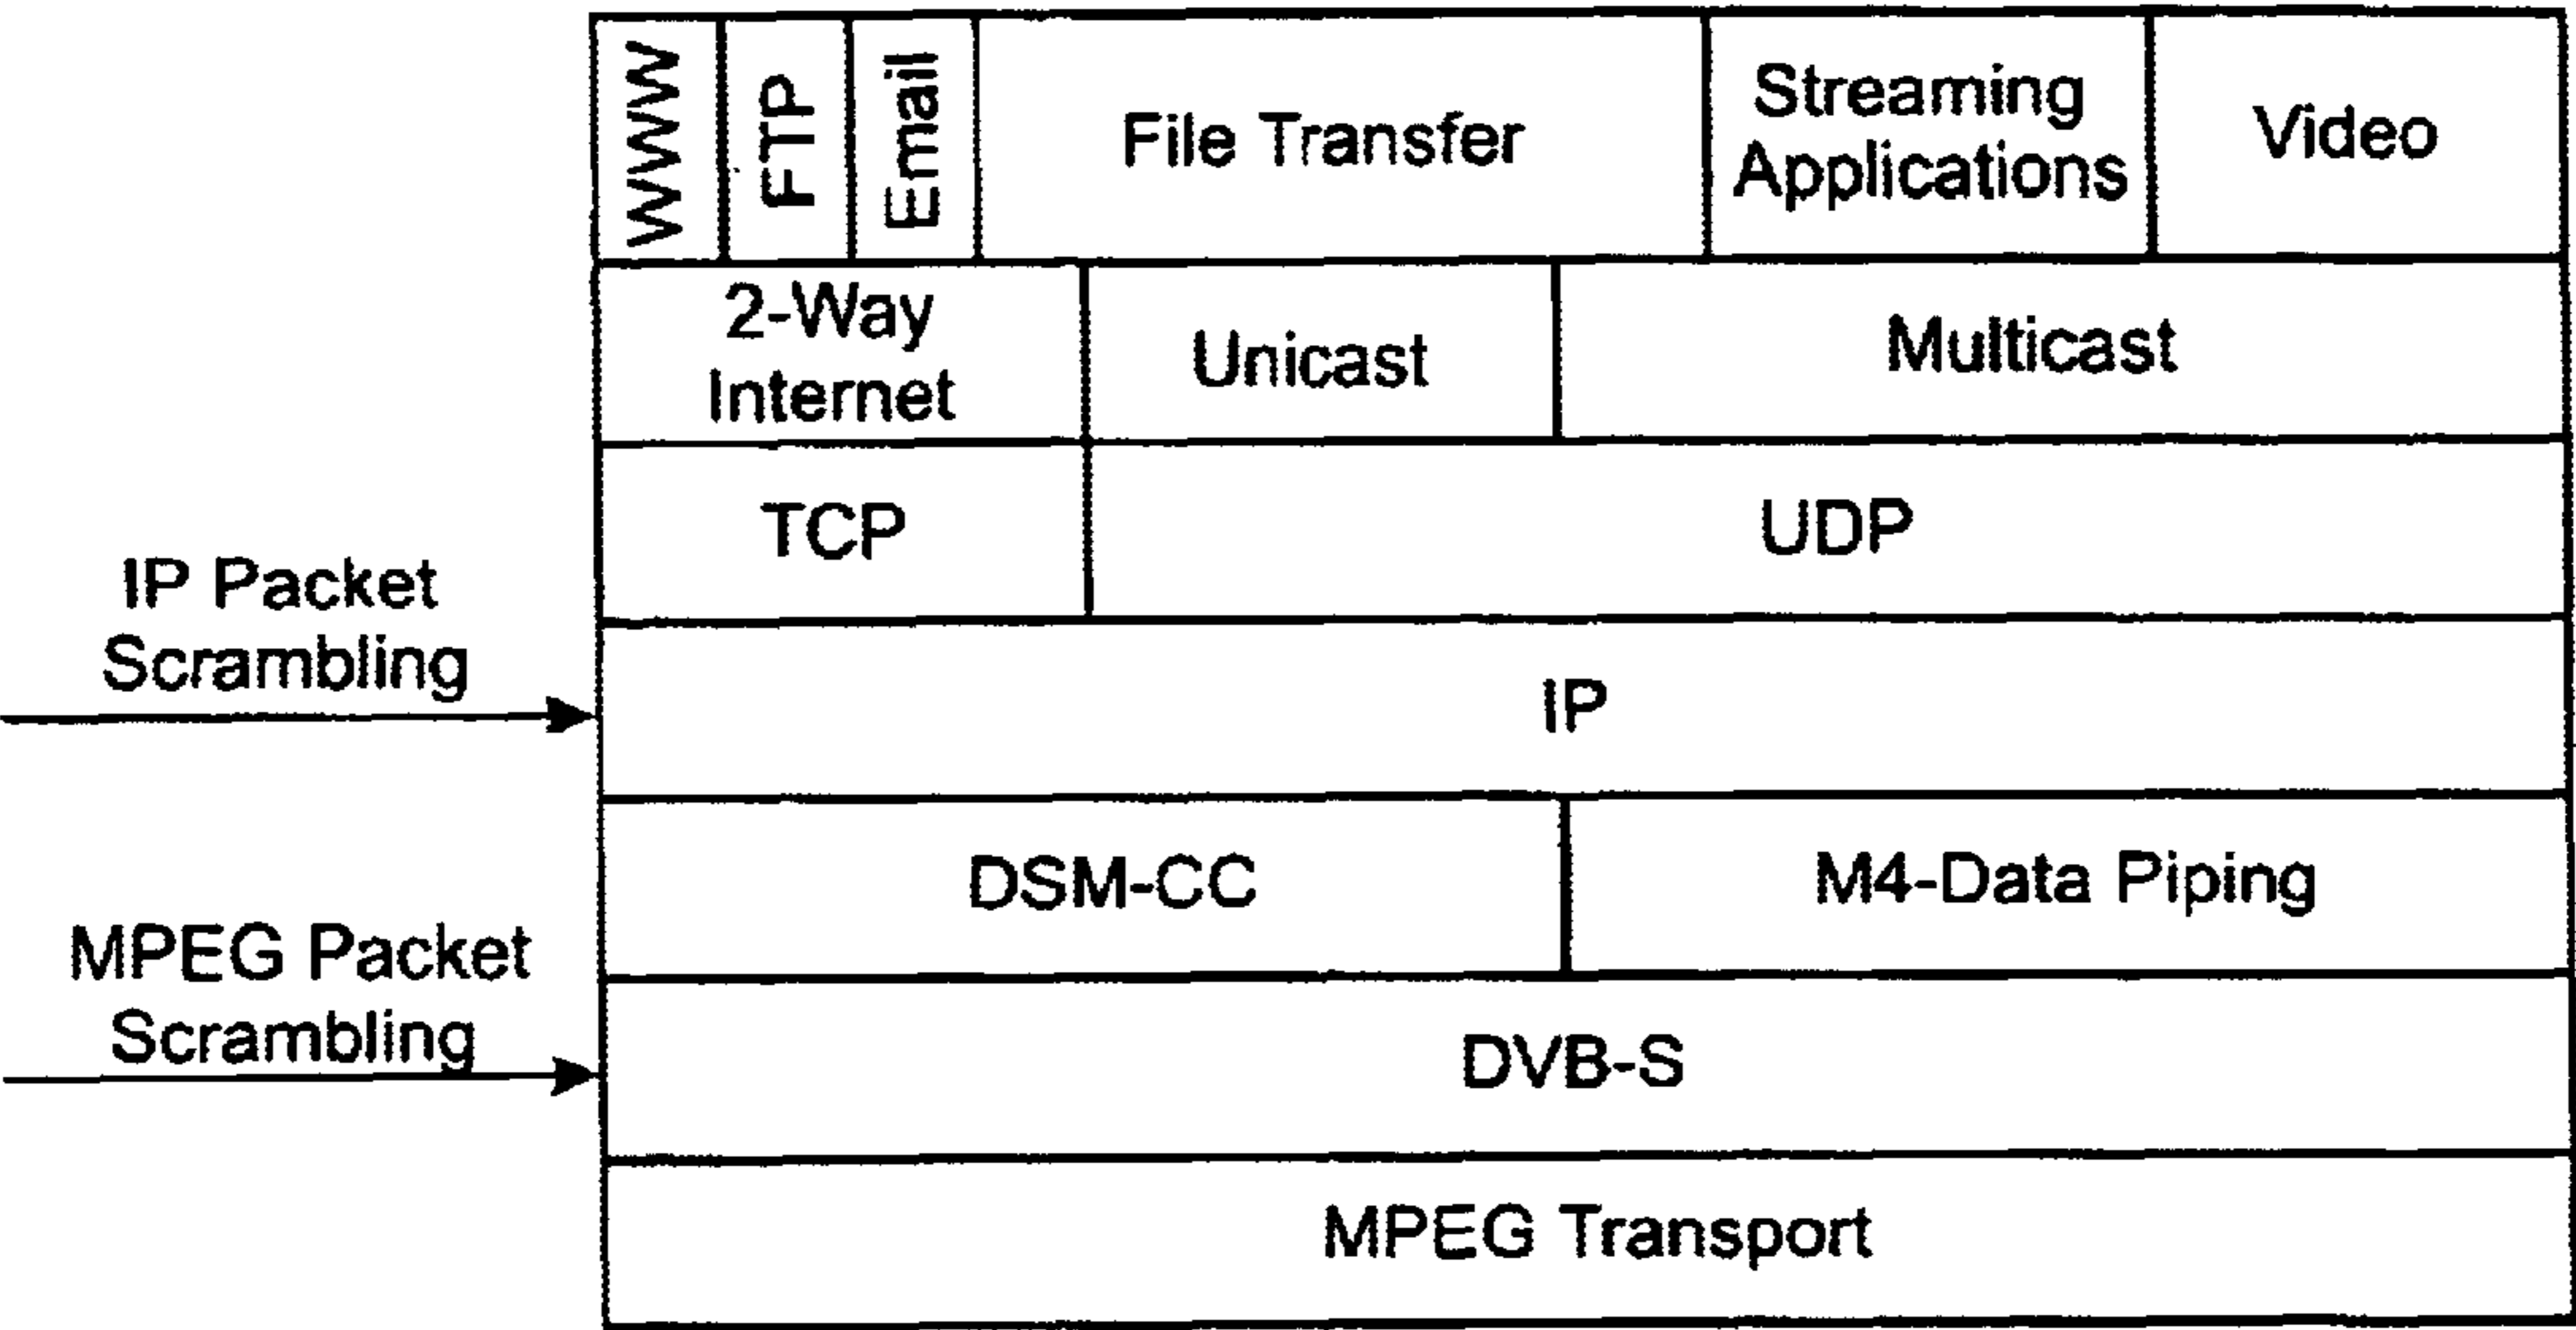 WWW
FTP
Email
File Transfer
Streaming
Applications
Video
2-Way
Internet
Unicast
Multicast
TCP
UDP
IP Packet
Scrambling
IP
DSM-CC
M4-Data Piping
MPEG Packet
Scrambling
DVB-S
MPEG Transport